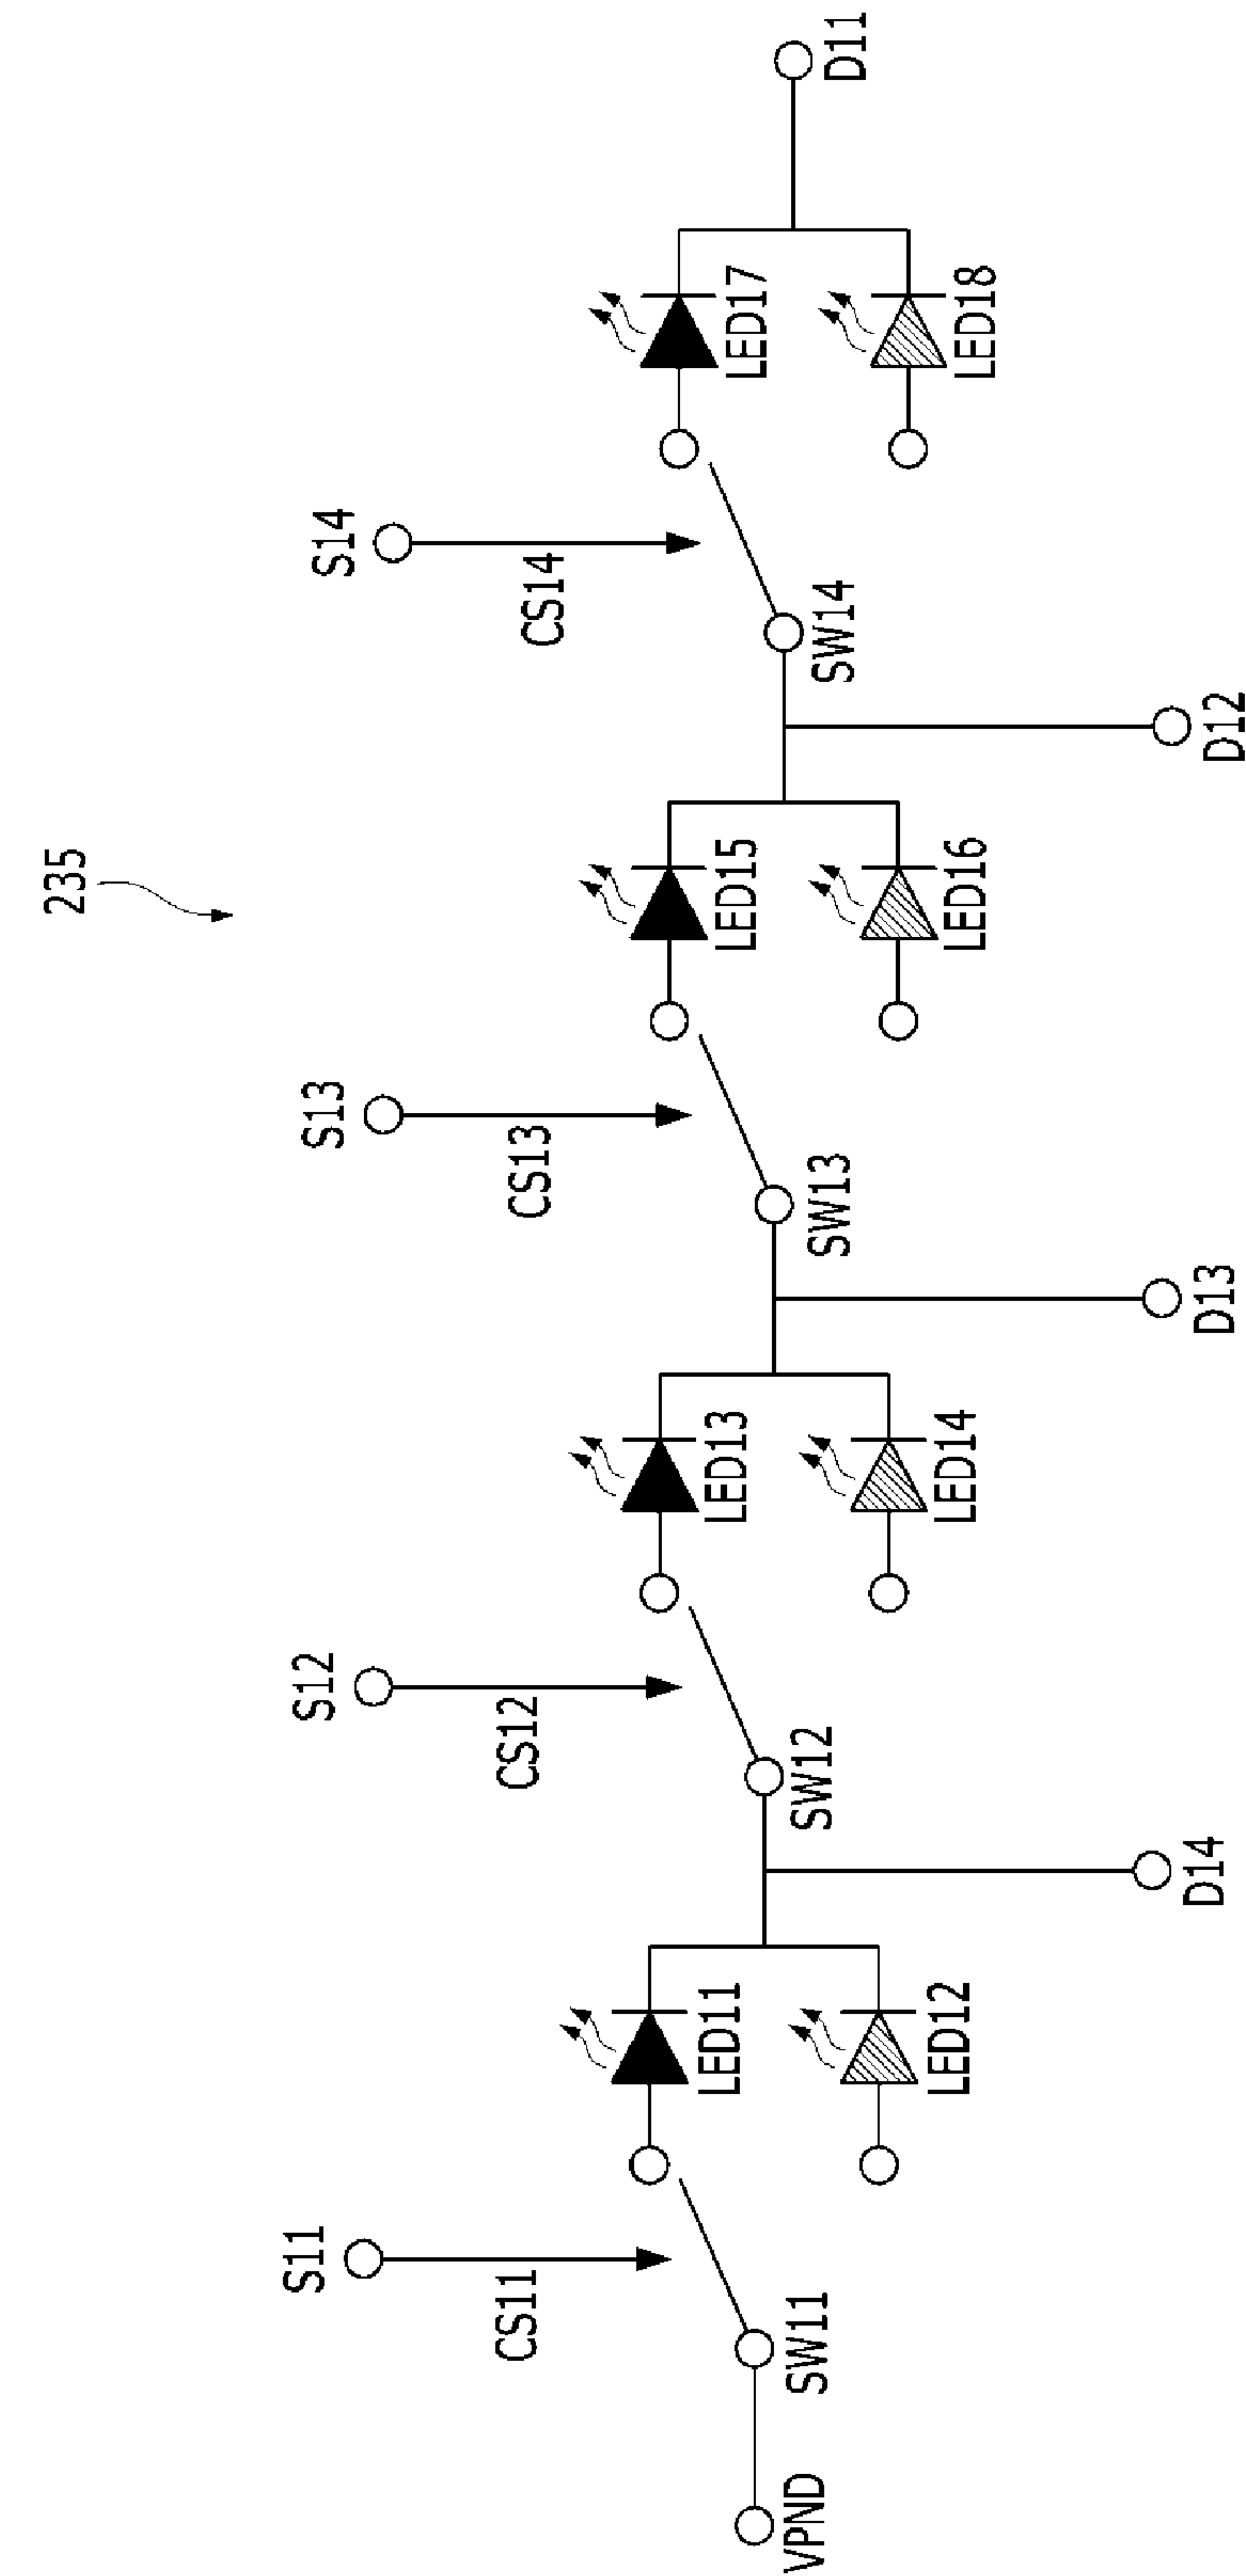 235
S11
S12
S13
S14
CS11
CS12
CS13
CS14
LED11
LED13
LED15
LED17
VPND
SW11
SW12
SW13
SW14
D11
LED12
LED14
LED16
LED18
D14
D13
D12